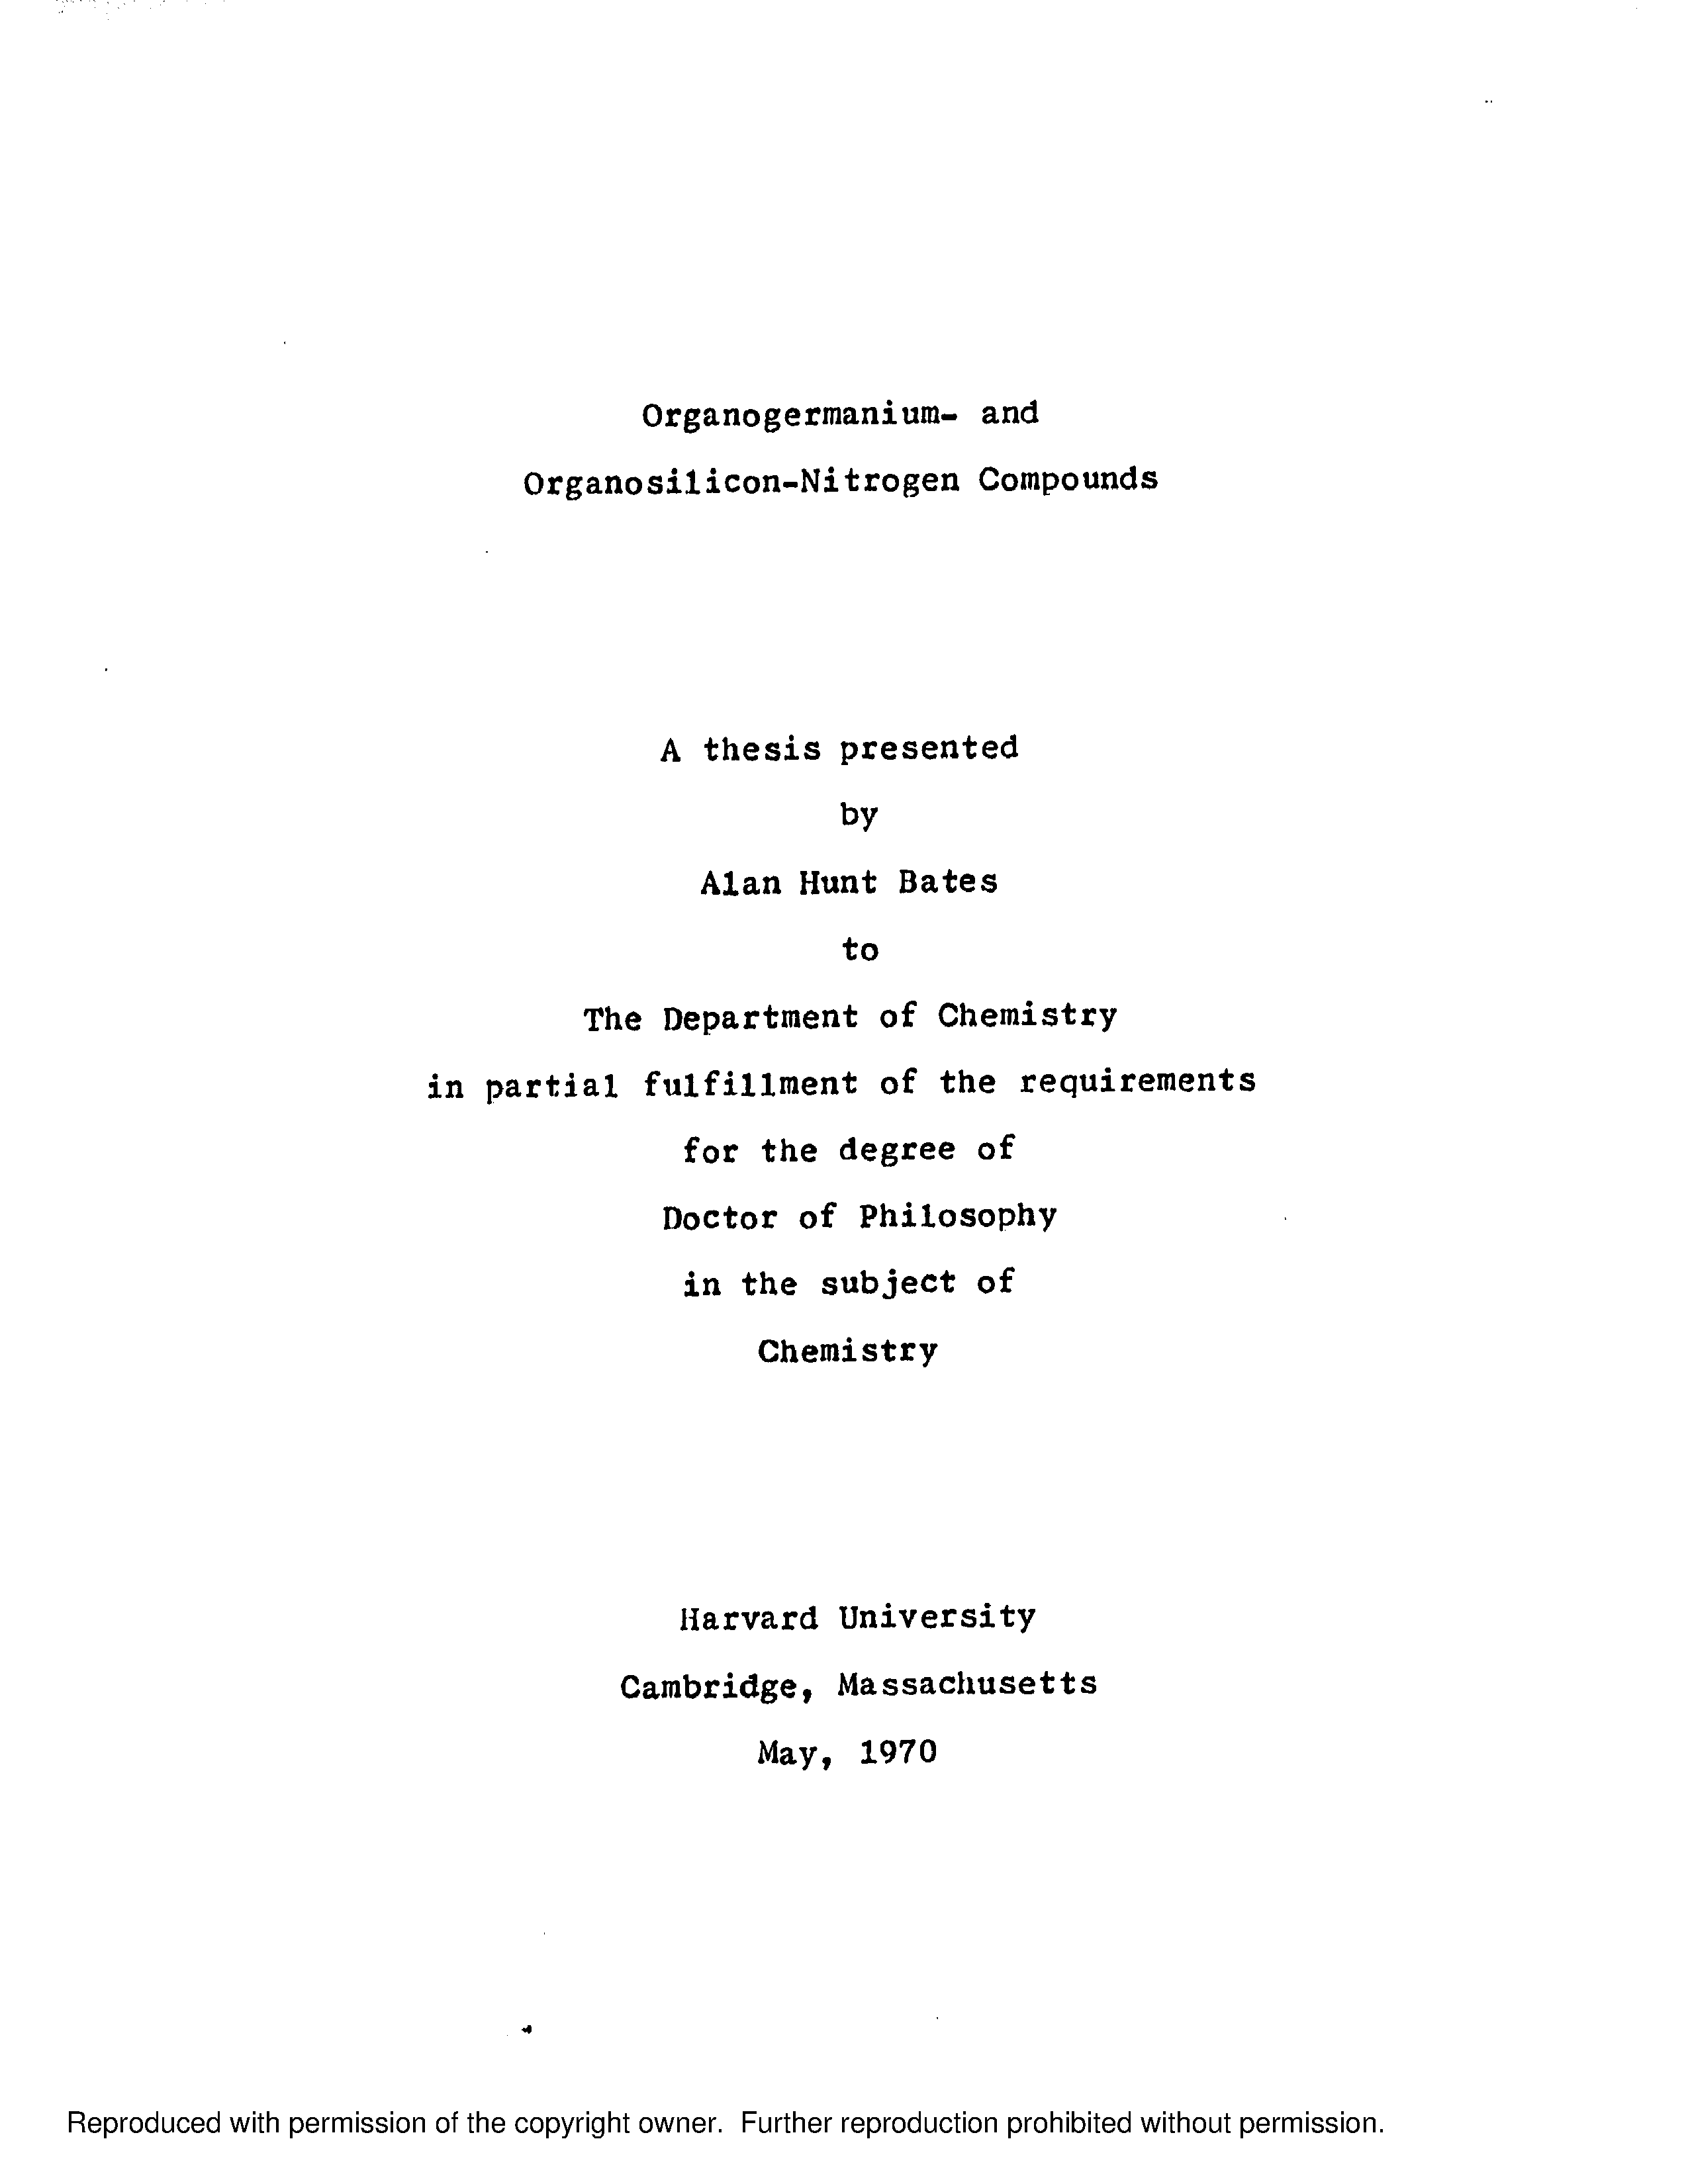 Organogermanium- and
Organosilicon-Nitrogen Compounds
A thesis presented
by
Alan Hunt Bates
to
The Department of Chemistry
in partial fulfillment of the requirements
for the degree of
Doctor of Philosophy
in the subject of
Chemistry
Harvard University
Cambridge, Massachusetts
May, 1970
Reproduced with permission of the copyright owner. Further reproduction prohibited without permission.